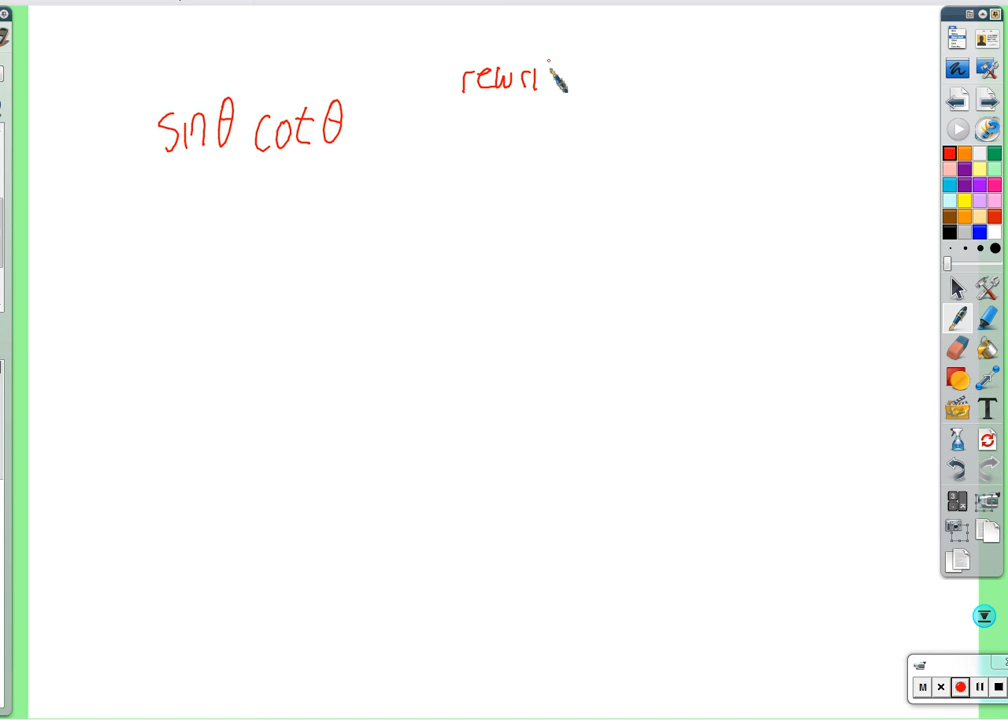 rewri
sinθ cotθ
T
M